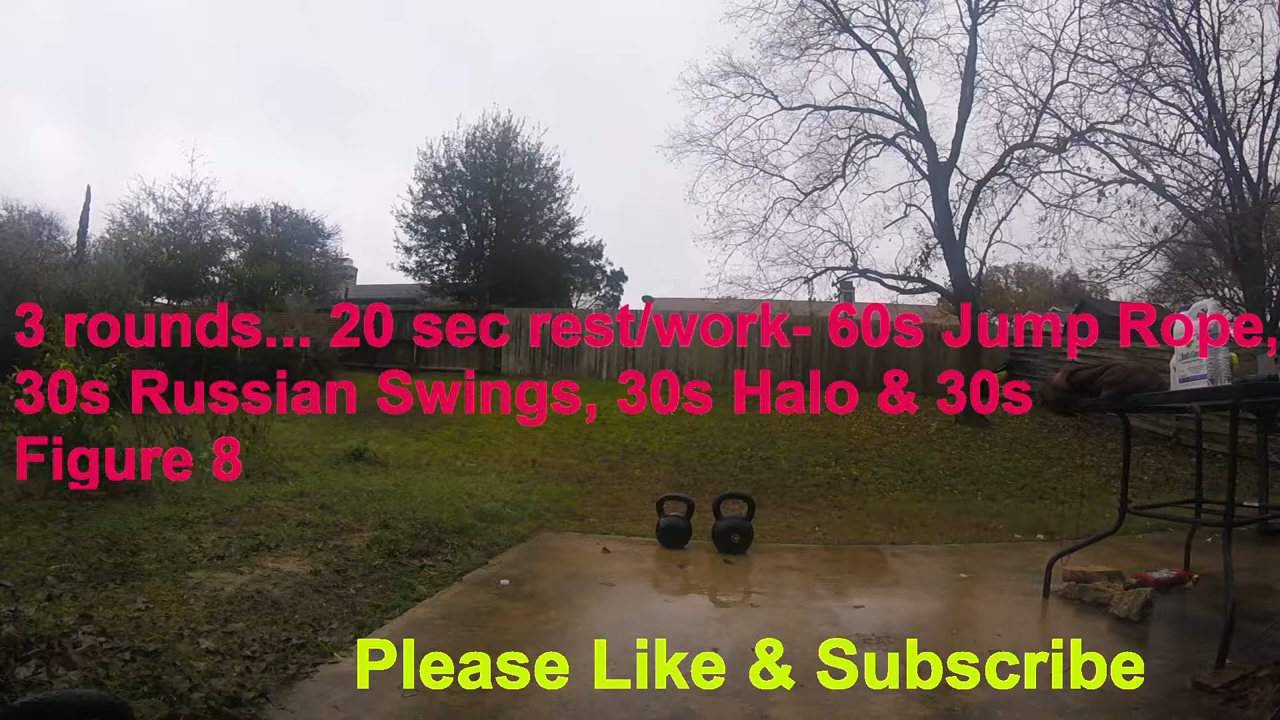 3 rounds... 20 sec rest/work- 60s Jump Rope,
30s Russian Swings, 30s Halo & 30s
Figure 8
Please Like & Subscribe